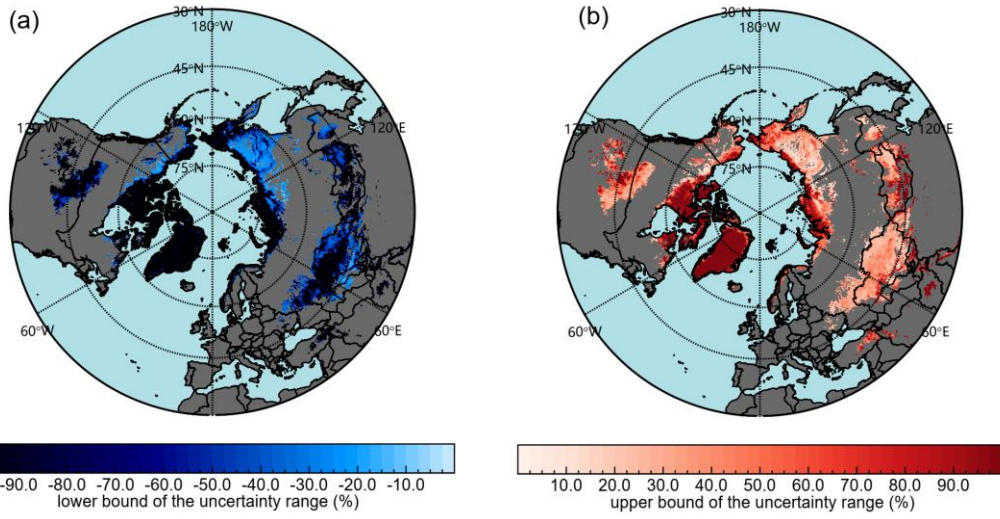 (a)
(b)
30°N
180°W
45°N
60°N
75°N
120°W
120°E
60°W
60°E
30°N
180°W
45°N
60°N
75°N
120°W
120°E
60°W
60°E
-90.0 -80.0 -70.0 -60.0 -50.0 -40.0 -30.0 -20.0 -10.0
lower bound of the uncertainty range (%)
10.0 20.0 30.0 40.0 50.0 60.0 70.0 80.0 90.0
upper bound of the uncertainty range (%)